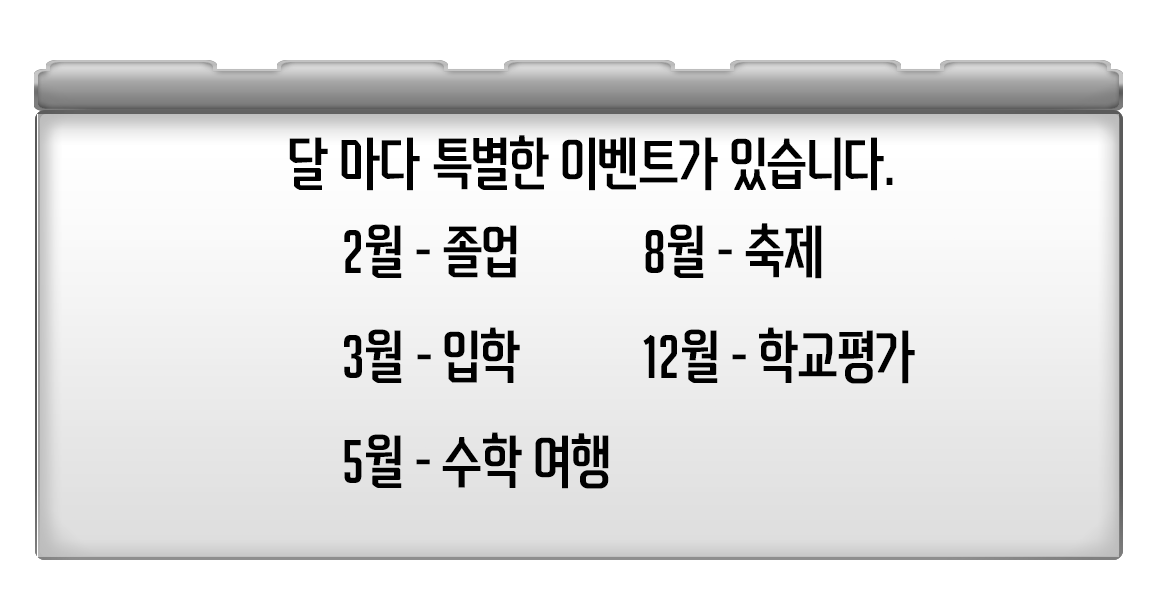 달 마다 특별한 이벤트가 있습니다.
2월 - 졸업 8월 - 축제
3월 - 입학 12월 - 학교평가
5월 - 수학 여행